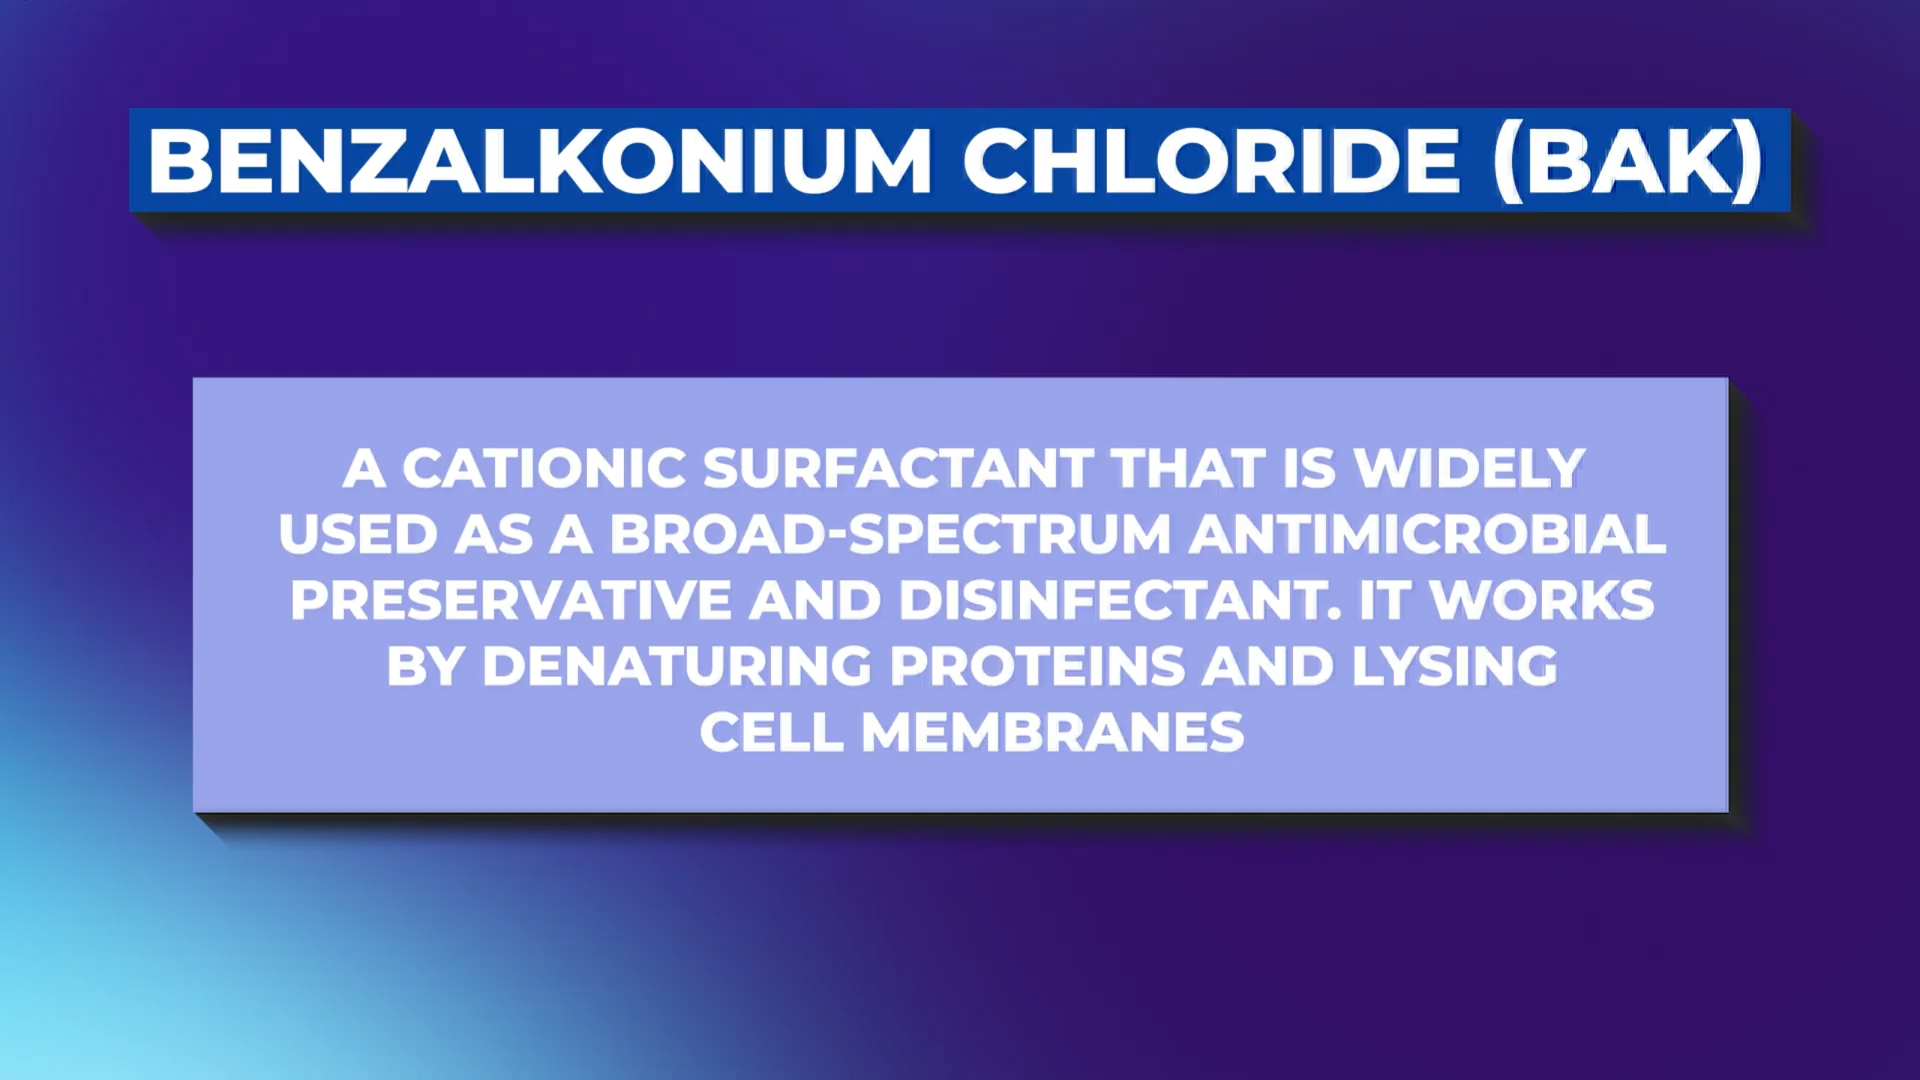 BENZALKONIUM CHLORIDE (BAK)
A CATIONIC SURFACTANT THAT IS WIDELY
USED AS A BROAD-SPECTRUM ANTIMICROBIAL
PRESERVATIVE AND DISINFECTANT. IT WORKS
BY DENATURING PROTEINS AND LYSING
CELL MEMBRANES